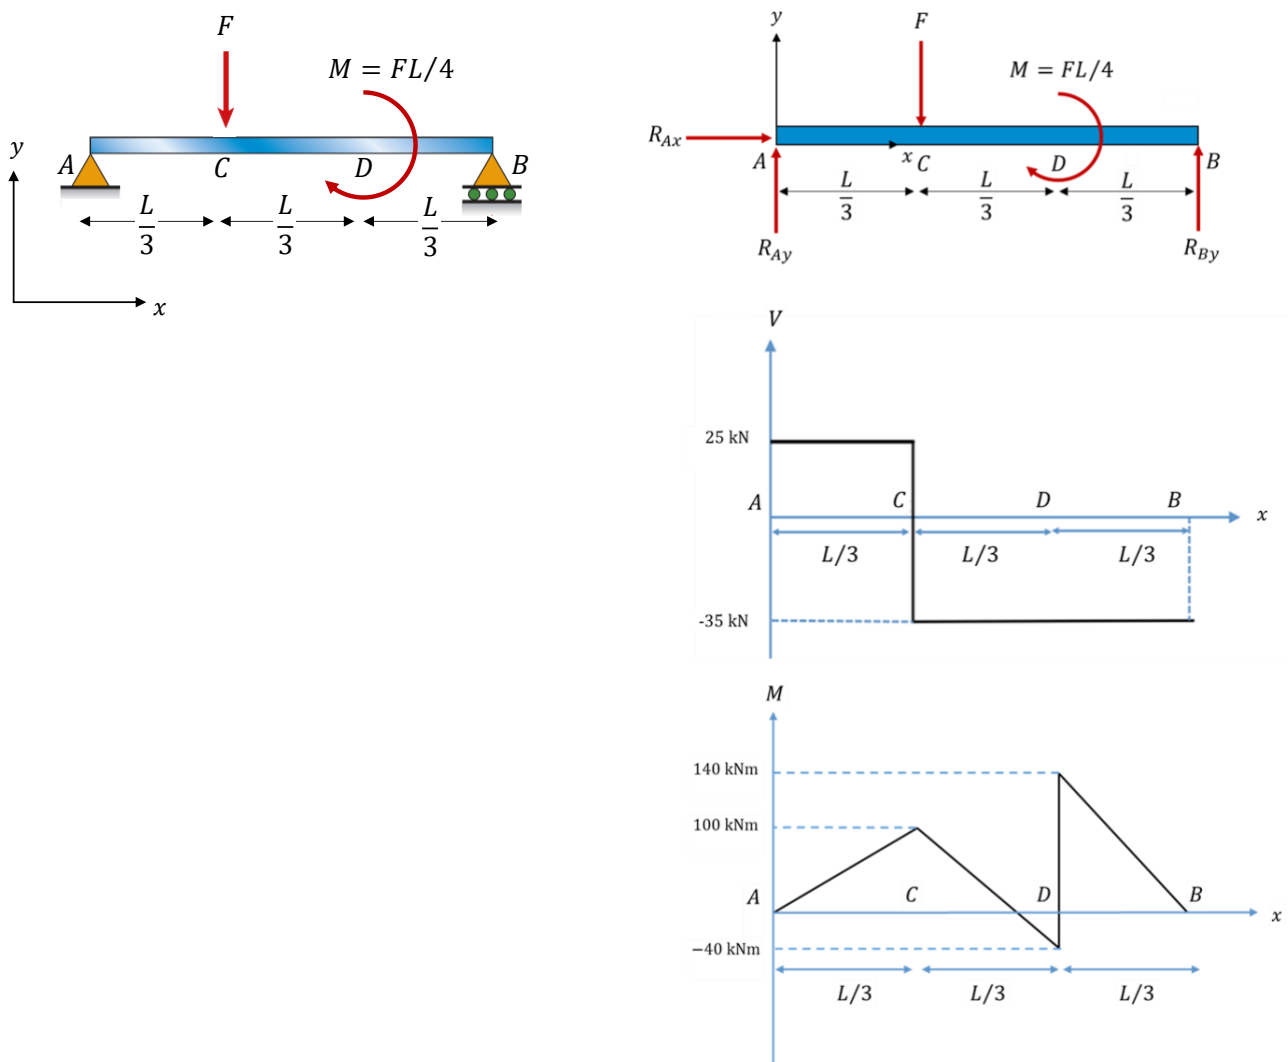 F
M = FL/4
y
A
C
D
B
L/3
L/3
L/3
x
y
F
M = FL/4
R_Ax
A
x
C
D
B
L/3
L/3
L/3
R_Ay
R_By
V
25 kN
A
C
D
B
x
L/3
L/3
L/3
-35 kN
M
140 kNm
100 kNm
A
C
D
B
x
−40 kNm
L/3
L/3
L/3